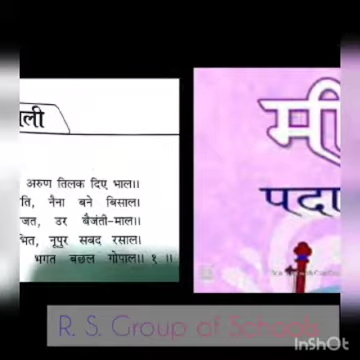 ली
अरुण तिलक दिए भाल॥
ति, नैना बने बिसाल।
जत, उर बैजंती-माल॥
भित, नूपुर सबद रसाल।
भगत बछल गोपाल॥ १ ॥
मी
पदा
R. S. Group of Schools
InShOt